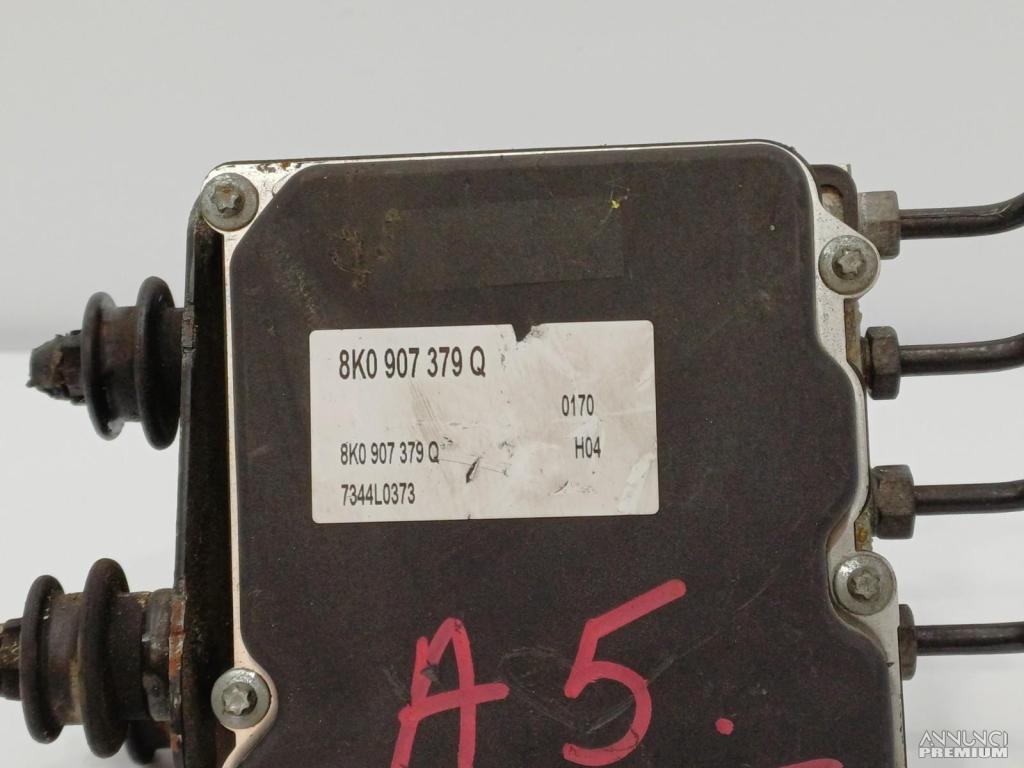 8K0 907 379 Q
0170
8K0 907 379 Q
H04
7344L0373
A5.
ANNUNCI
PREMIUM